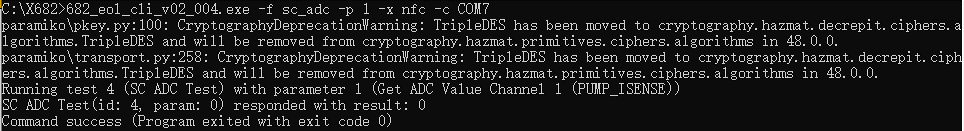 C:\X682>682_eol_cli_v02_004.exe -f sc_adc -p 1 -x nfc -c COM7
paramiko\pkey.py:100: CryptographyDeprecationWarning: TripleDES has been moved to cryptography.hazmat.decrepit.ciphers.a
lgorithms.TripleDES and will be removed from cryptography.hazmat.primitives.ciphers.algorithms in 48.0.0.
paramiko\transport.py:258: CryptographyDeprecationWarning: TripleDES has been moved to cryptography.hazmat.decrepit.ciph
ers.algorithms.TripleDES and will be removed from cryptography.hazmat.primitives.ciphers.algorithms in 48.0.0.
Running test 4 (SC ADC Test) with parameter 1 (Get ADC Value Channel 1 (PUMP_ISENSE))
SC ADC Test(id: 4, param: 0) responded with result: 0
Command success (Program exited with exit code 0)